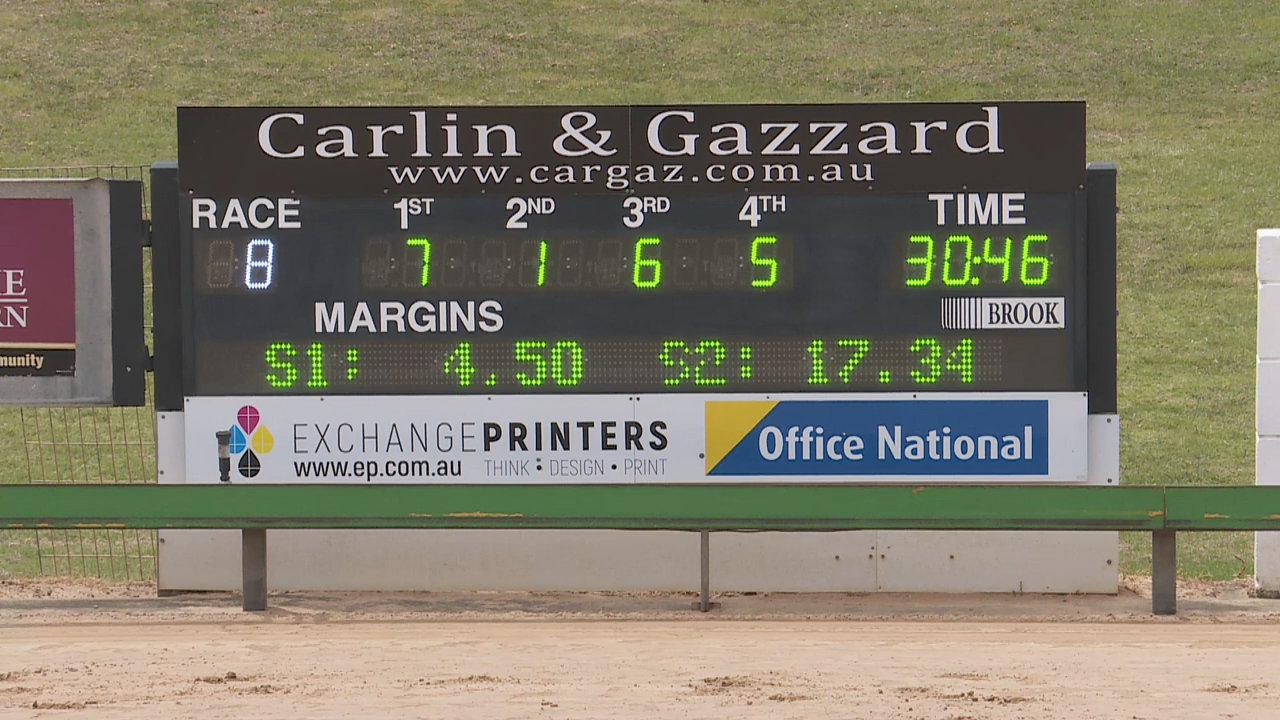 Carlin & Gazzard
www.cargaz.com.au
RACE 1ST 2ND 3RD 4TH TIME
8 7 1 6 5 30:46
MARGINS
BROOK
S1: 4.50 S2: 17.34
EXCHANGEPRINTERS
www.ep.com.au THINK : DESIGN • PRINT
Office National